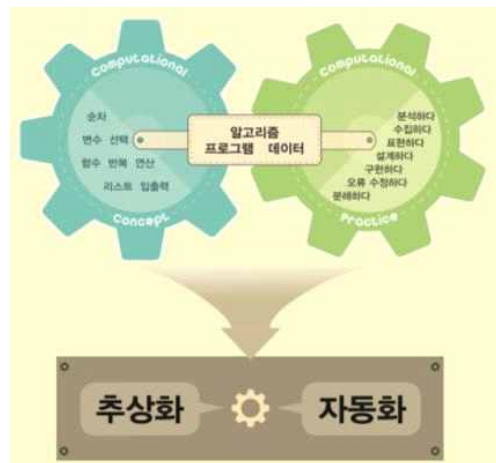 Computational
순차
변수 선택
함수 반복 연산
리스트 입출력
Concept
알고리즘
프로그램 데이터
Computational
분석하다
수집하다
표현하다
설계하다
구현하다
오류 수정하다
분해하다
Practice
추상화
자동화